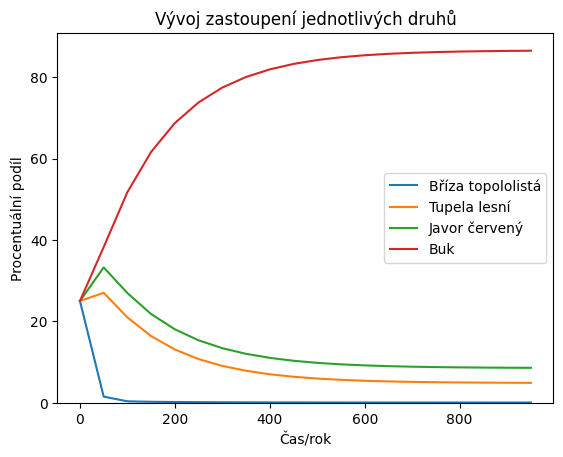 Vývoj zastoupení jednotlivých druhů
Procentuální podíl
80
60
40
20
0
Bříza topololistá
Tupela lesní
Javor červený
Buk
0 200 400 600 800
Čas/rok